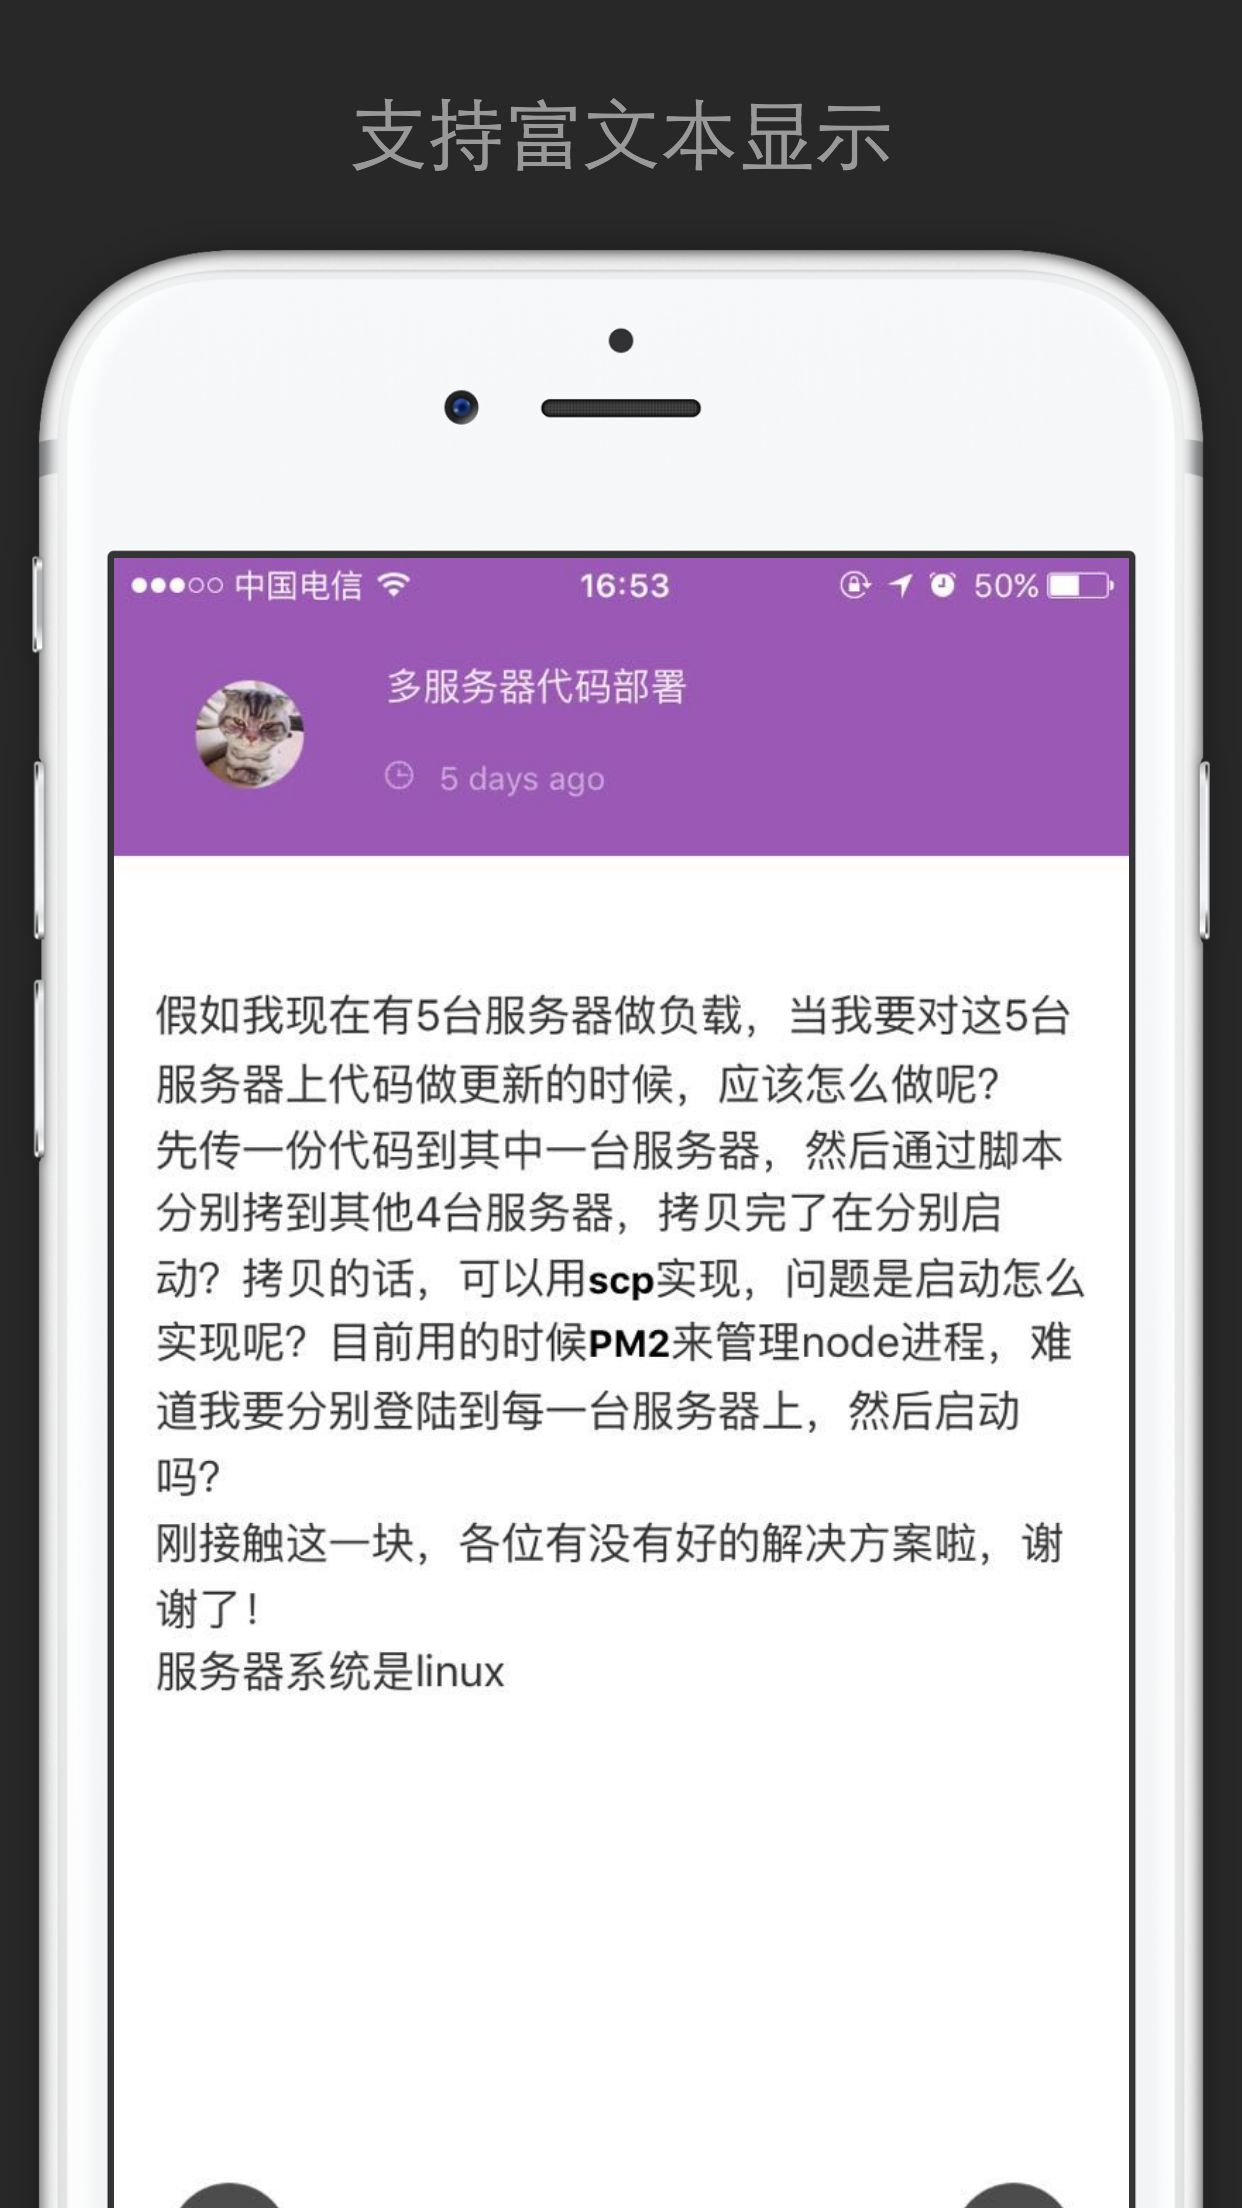 支持富文本显示
中国电信
16:53
50%
多服务器代码部署
5 days ago
假如我现在有5台服务器做负载，当我要对这5台
服务器上代码做更新的时候，应该怎么做呢？
先传一份代码到其中一台服务器，然后通过脚本
分别拷到其他4台服务器，拷贝完了在分别启
动？拷贝的话，可以用scp实现，问题是启动怎么
实现呢？目前用的时候PM2来管理node进程，难
道我要分别登陆到每一台服务器上，然后启动
吗？
刚接触这一块，各位有没有好的解决方案啦，谢
谢了！
服务器系统是linux